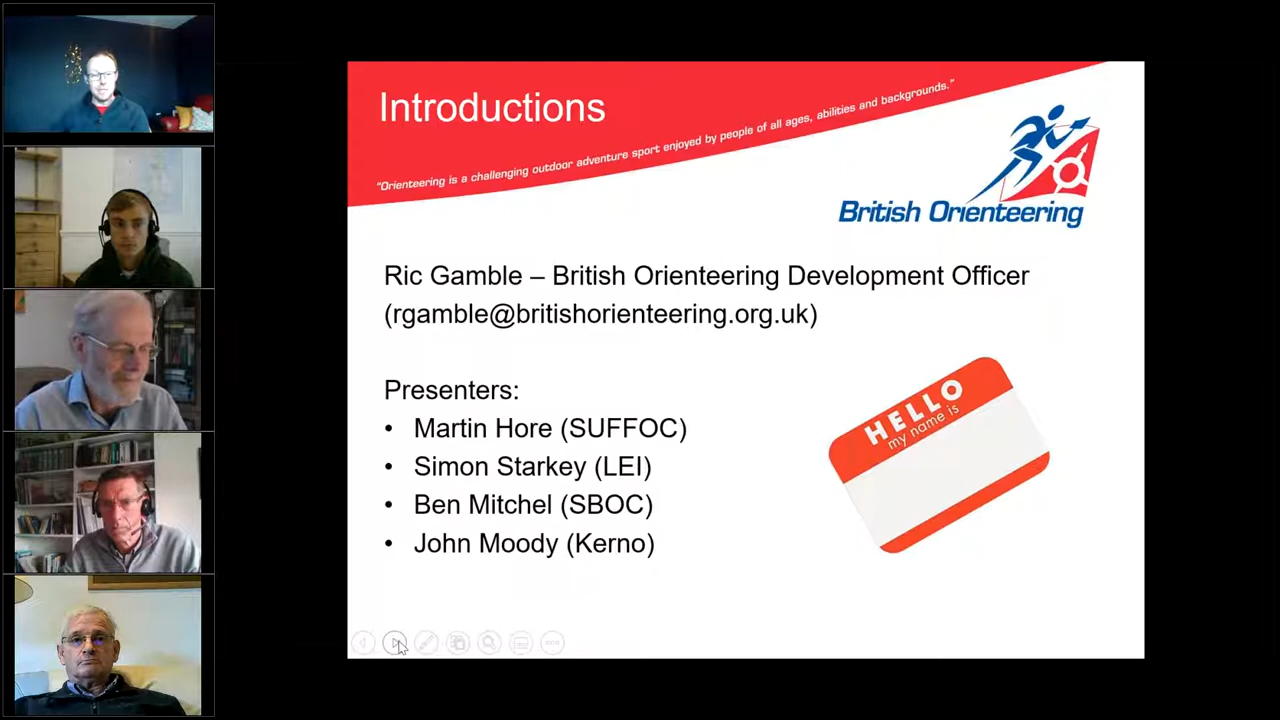 Introductions
"Orienteering is a challenging outdoor adventure sport enjoyed by people of all ages, abilities and backgrounds."
British Orienteering
Ric Gamble – British Orienteering Development Officer
(rgamble@britishorienteering.org.uk)
Presenters:
• Martin Hore (SUFFOC)
• Simon Starkey (LEI)
• Ben Mitchel (SBOC)
• John Moody (Kerno)
HELLO
my name is